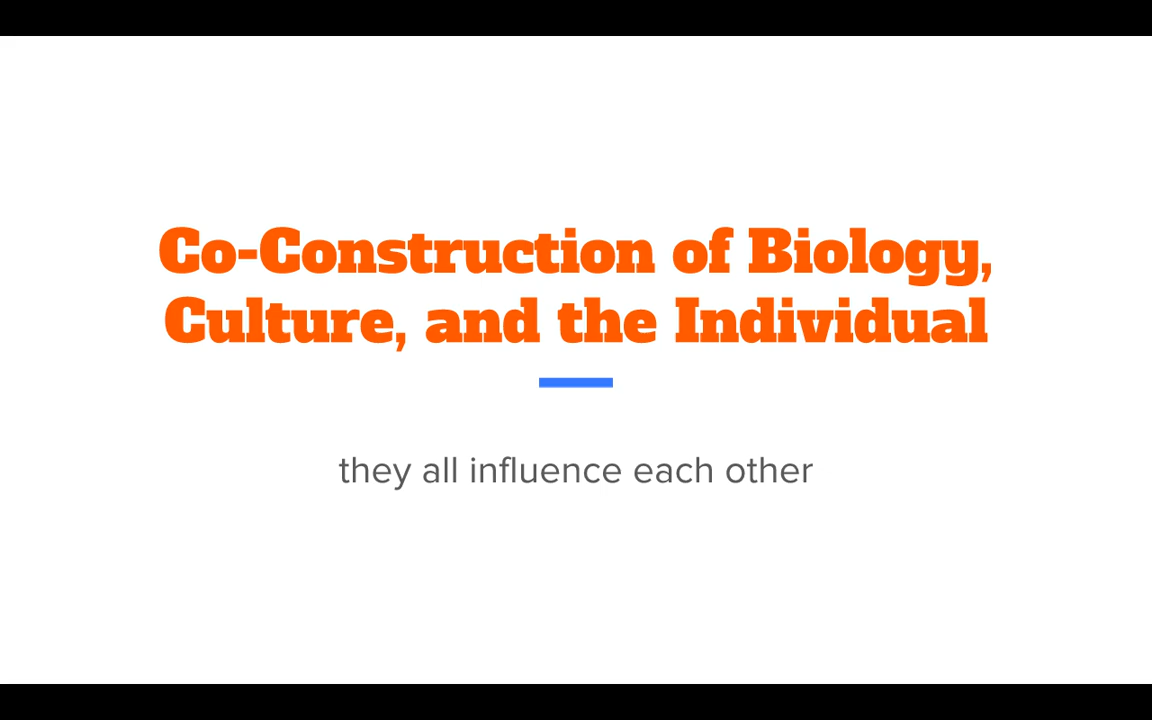 Co-Construction of Biology,
Culture, and the Individual
they all influence each other